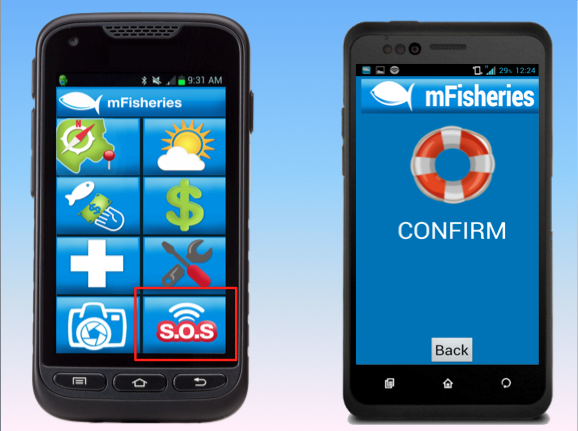 9:31 AM
mFisheries
N
S.O.S
29% 12:24
mFisheries
CONFIRM
Back